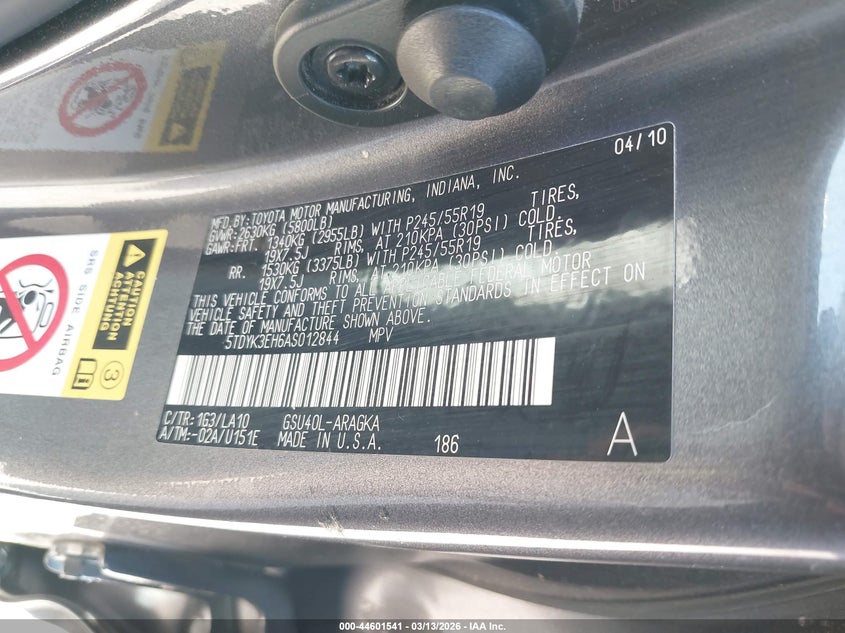 04/10
MFD. BY: TOYOTA MOTOR MANUFACTURING, INDIANA, INC.
GVWR: 2630KG (5800LB)
GAWR: FRT. 1340KG (2955LB) WITH P245/55R19 TIRES,
19X7.5J RIMS, AT 210KPA (30PSI) COLD.
RR. 1530KG (3375LB) WITH P245/55R19 TIRES,
19X7.5J RIMS, AT 210KPA (30PSI) COLD.
THIS VEHICLE CONFORMS TO ALL APPLICABLE FEDERAL MOTOR
VEHICLE SAFETY AND THEFT PREVENTION STANDARDS IN EFFECT ON
THE DATE OF MANUFACTURE SHOWN ABOVE.
5TDYK3EH6AS012844 MPV
C/TR: 1G3/LA10 GSU40L-ARAGKA
A/TM:-02A/U151E MADE IN U.S.A. 186
A
SRS SIDE AIRBAG
CAUTION
ACHTUNG
ATTENTION
3
000-44601541 - 03/13/2026 - IAA Inc.